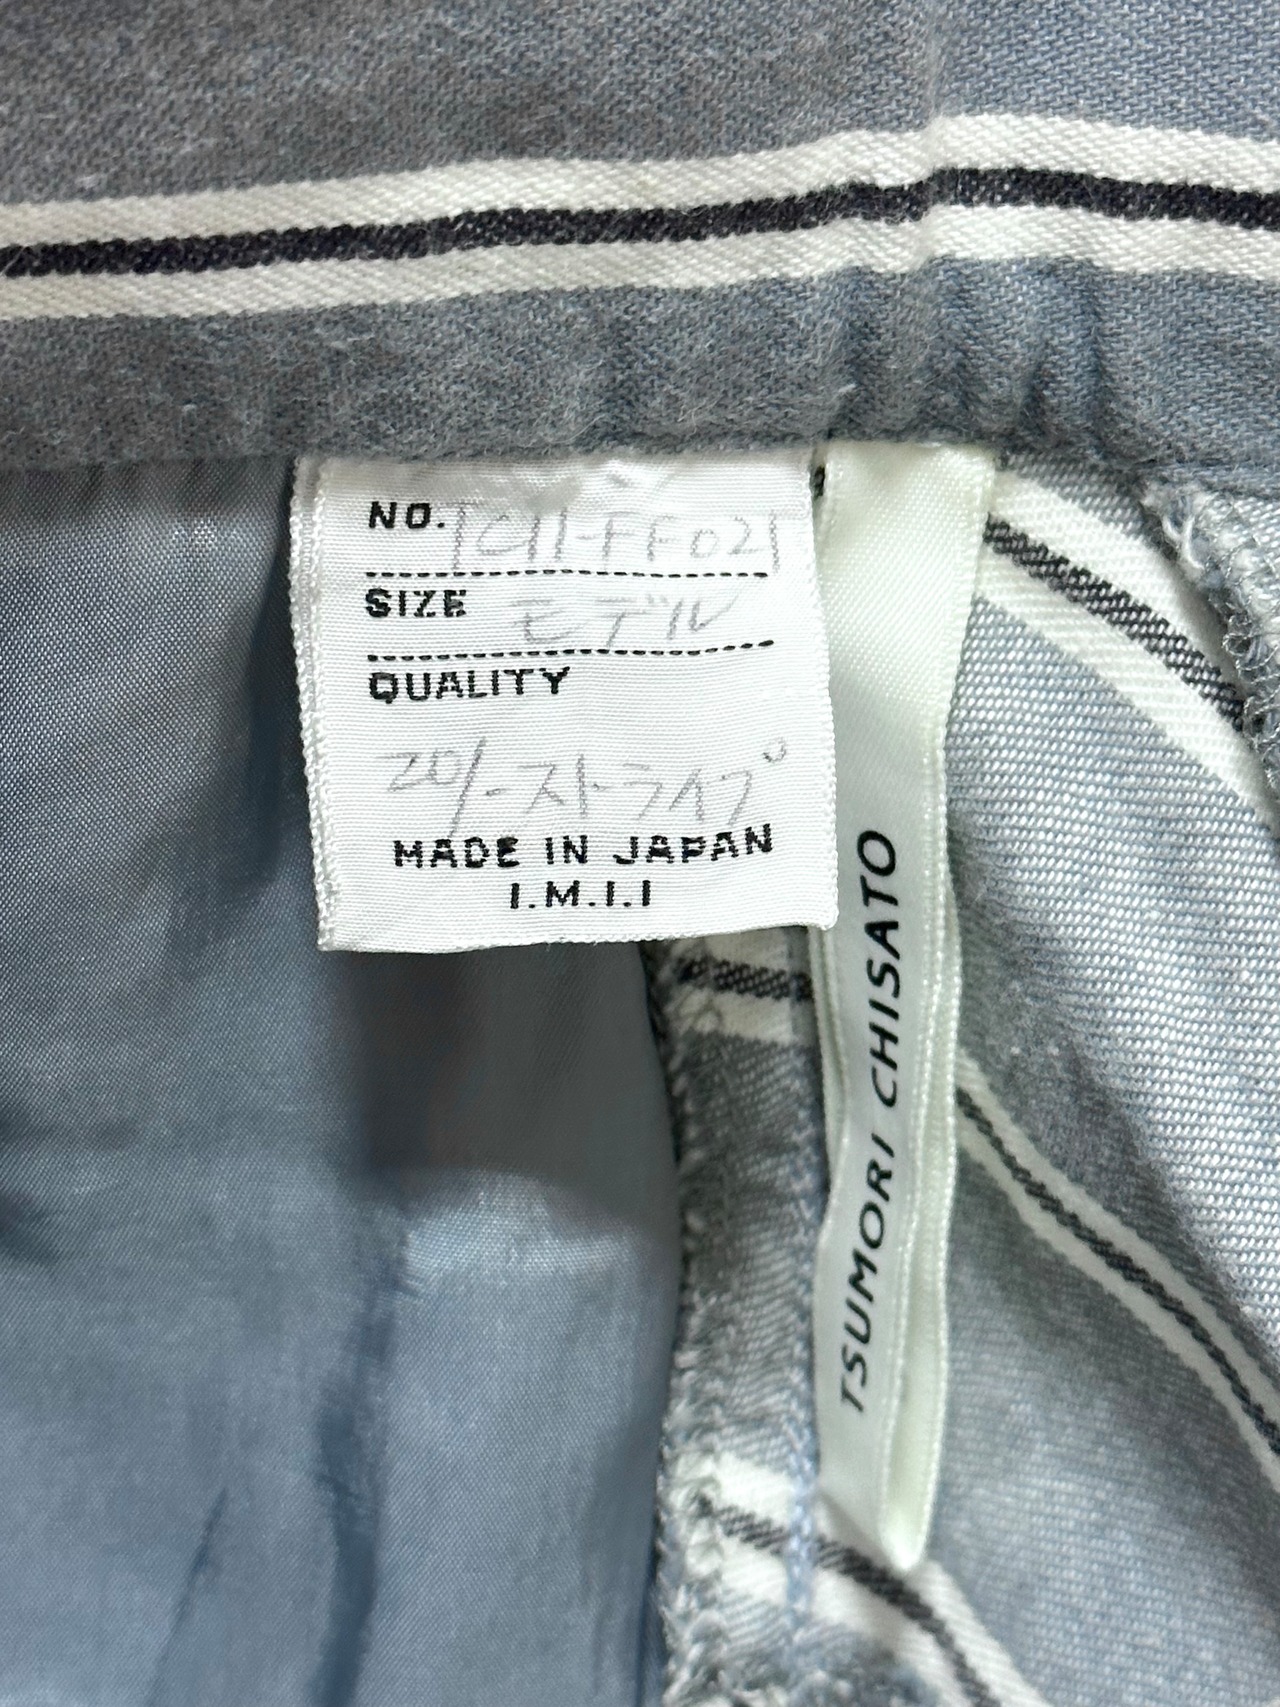 NO. TC11-FF021
SIZE モデル
QUALITY
20/-ストライプ
MADE IN JAPAN
I.M.I.I
TSUMORI CHISATO